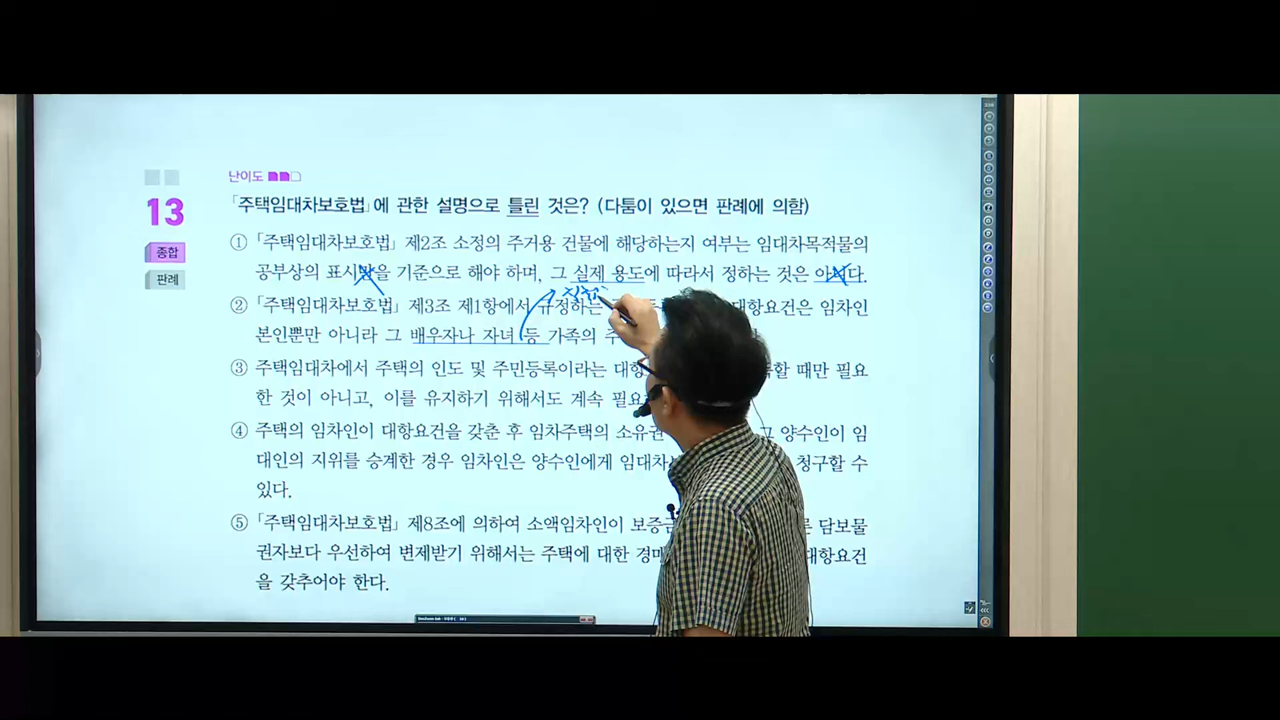 난이도
13
종합
판례
「주택임대차보호법」에 관한 설명으로 틀린 것은? (다툼이 있으면 판례에 의함)
① 「주택임대차보호법」 제2조 소정의 주거용 건물에 해당하는지 여부는 임대차목적물의
공부상의 표시만을 기준으로 해야 하며, 그 실제 용도에 따라서 정하는 것은 아니다.
② 「주택임대차보호법」 제3조 제1항에서 규정하는 대항요건은 임차인
본인뿐만 아니라 그 배우자나 자녀 등 가족의 주
③ 주택임대차에서 주택의 인도 및 주민등록이라는 대항 할 때만 필요
한 것이 아니고, 이를 유지하기 위해서도 계속 필요
④ 주택의 임차인이 대항요건을 갖춘 후 임차주택의 소유권 그 양수인이 임
대인의 지위를 승계한 경우 임차인은 양수인에게 임대차 청구할 수
있다.
⑤ 「주택임대차보호법」 제8조에 의하여 소액임차인이 보증금 담보물
권자보다 우선하여 변제받기 위해서는 주택에 대한 경매 대항요건
을 갖추어야 한다.